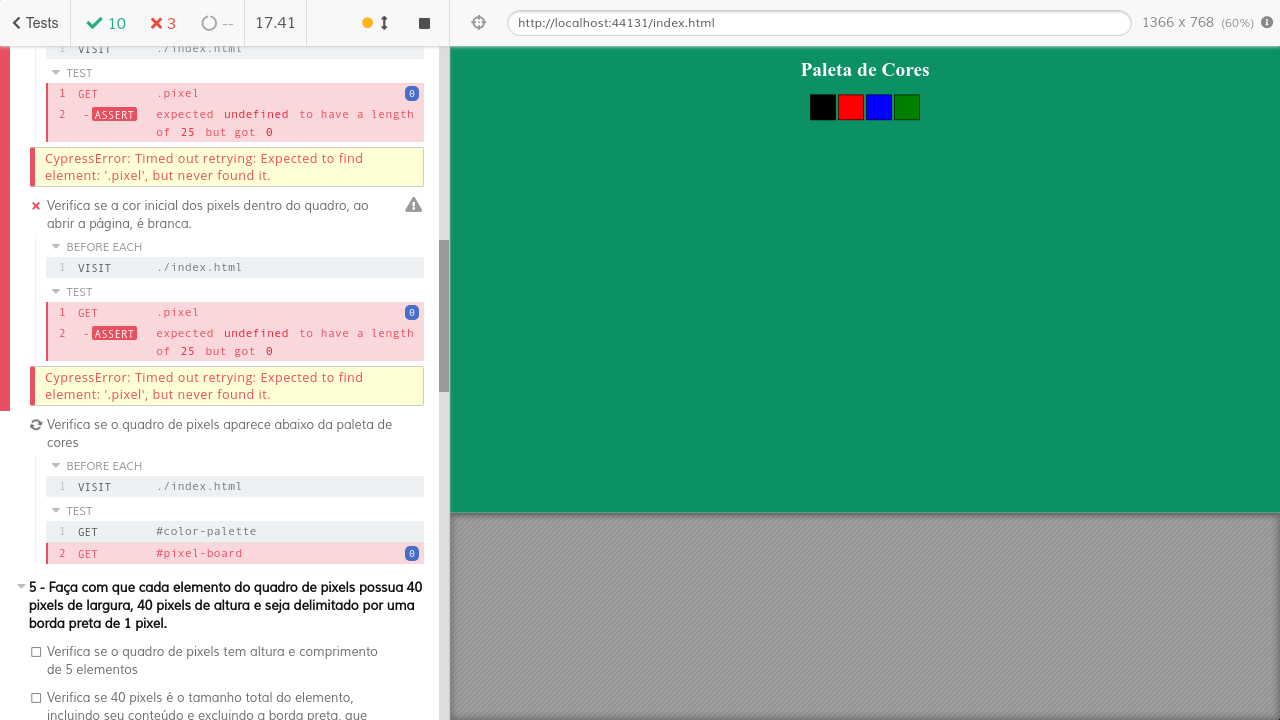 Tests 10 3 -- 17.41
http://localhost:44131/index.html 1366 x 768 (60%)
1 VISIT ./index.html
TEST
1 GET .pixel 0
2 -ASSERT expected undefined to have a length
of 25 but got 0
CypressError: Timed out retrying: Expected to find
element: '.pixel', but never found it.
Verifica se a cor inicial dos pixels dentro do quadro, ao
abrir a página, é branca.
BEFORE EACH
1 VISIT ./index.html
TEST
1 GET .pixel 0
2 -ASSERT expected undefined to have a length
of 25 but got 0
CypressError: Timed out retrying: Expected to find
element: '.pixel', but never found it.
Verifica se o quadro de pixels aparece abaixo da paleta de
cores
BEFORE EACH
1 VISIT ./index.html
TEST
1 GET #color-palette
2 GET #pixel-board 0
5 - Faça com que cada elemento do quadro de pixels possua 40
pixels de largura, 40 pixels de altura e seja delimitado por uma
borda preta de 1 pixel.
Verifica se o quadro de pixels tem altura e comprimento
de 5 elementos
Verifica se 40 pixels é o tamanho total do elemento,
incluindo seu conteúdo e excluindo a borda preta, que
Paleta de Cores